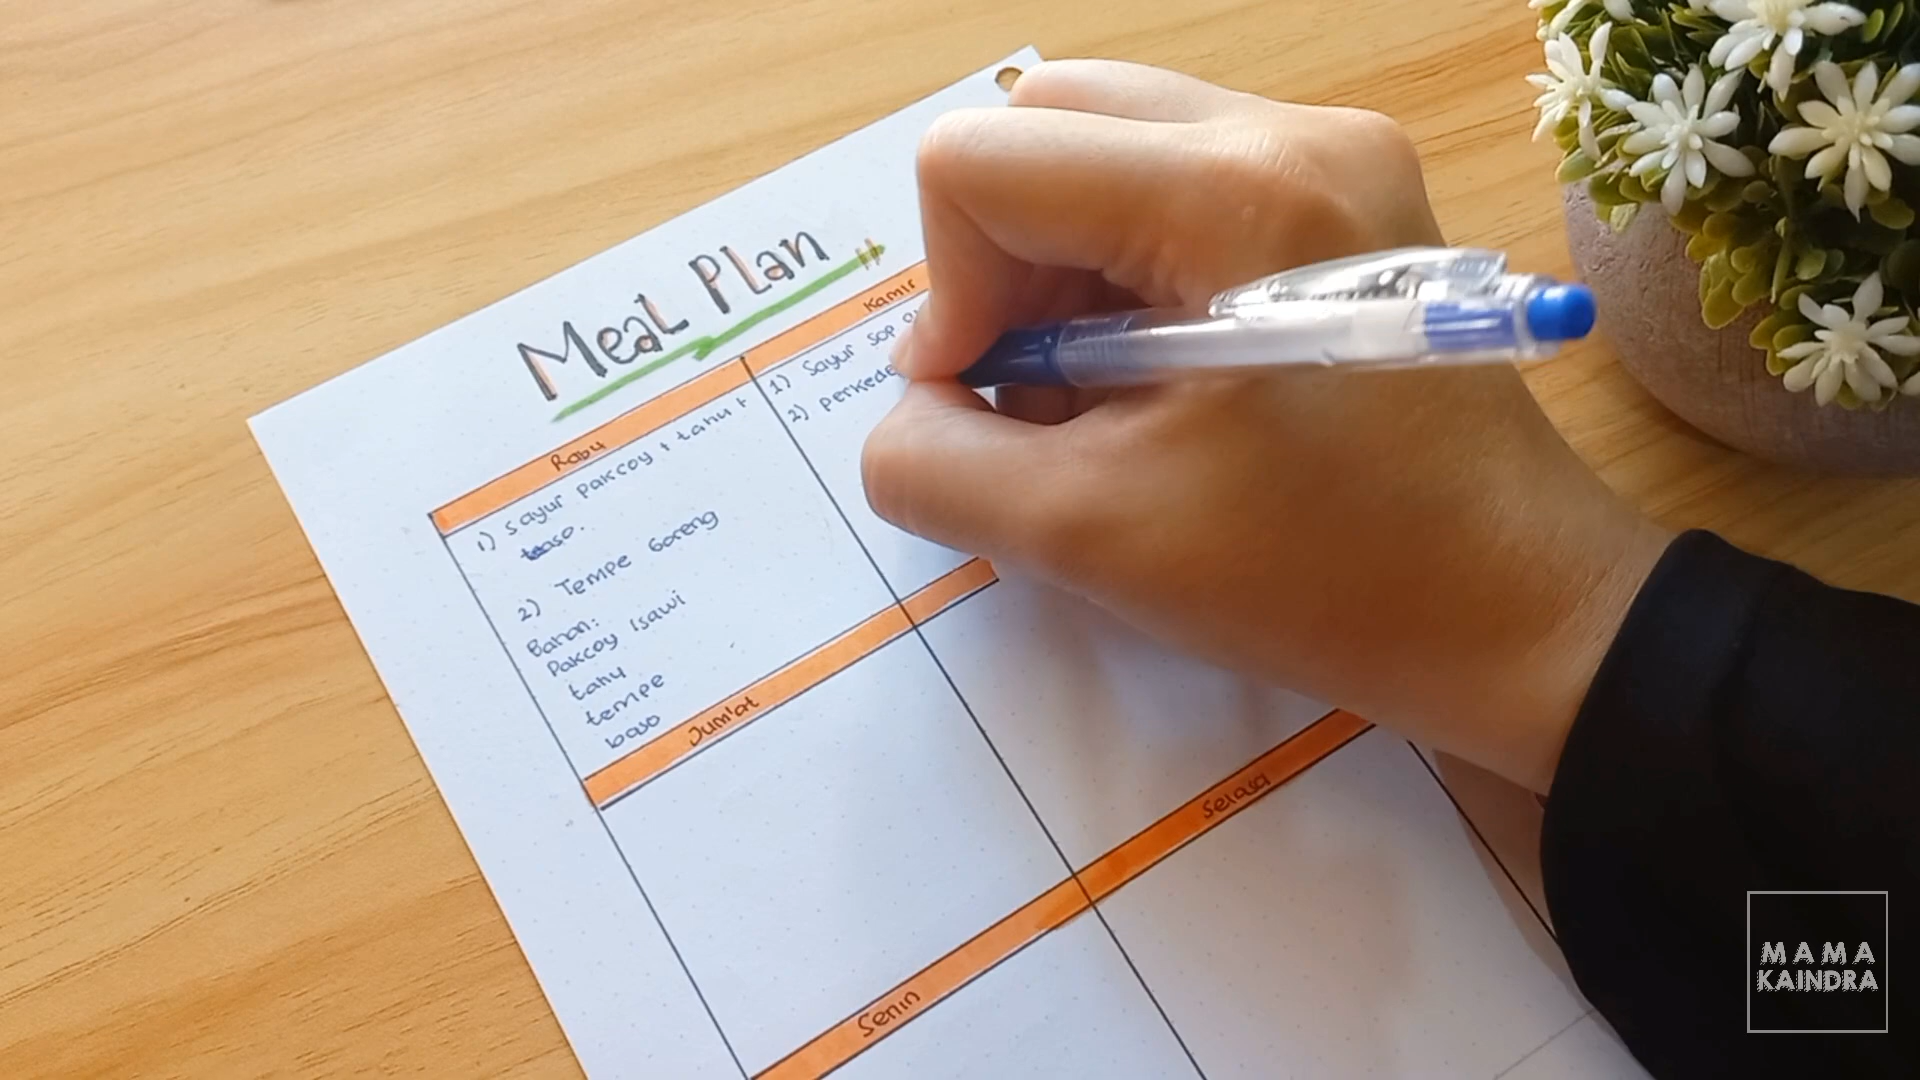 Meal Plan
Rabu
1) Sayur Pakcoy + tahu +
baso.
2) Tempe Goreng
Bahan:
Pakcoy / sawi
tahu
tempe
baso
Kamis
1) Sayur sop
2) perkede
Jum'at
Selasa
Senin
MAMA
KAINDRA